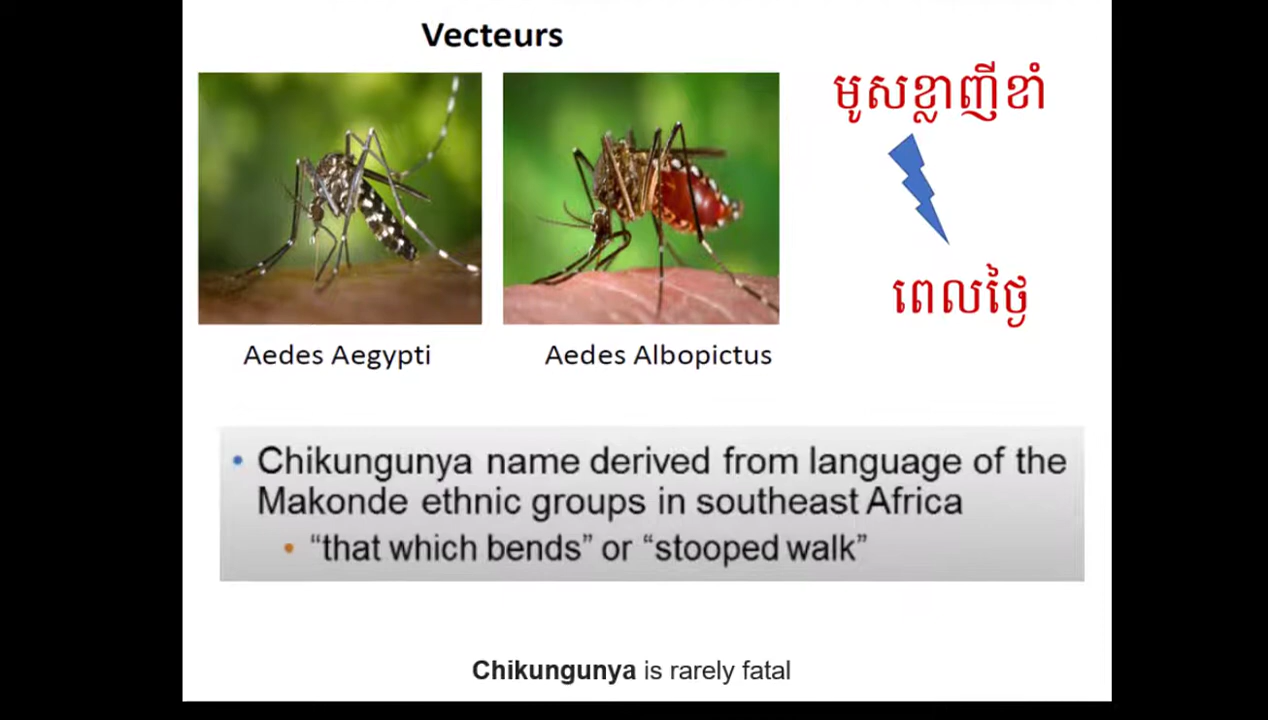 Vecteurs
មូសខ្លាញីខាំ
ពេលថ្ងៃ
Aedes Aegypti
Aedes Albopictus
• Chikungunya name derived from language of the
Makonde ethnic groups in southeast Africa
• “that which bends” or “stooped walk”
Chikungunya is rarely fatal